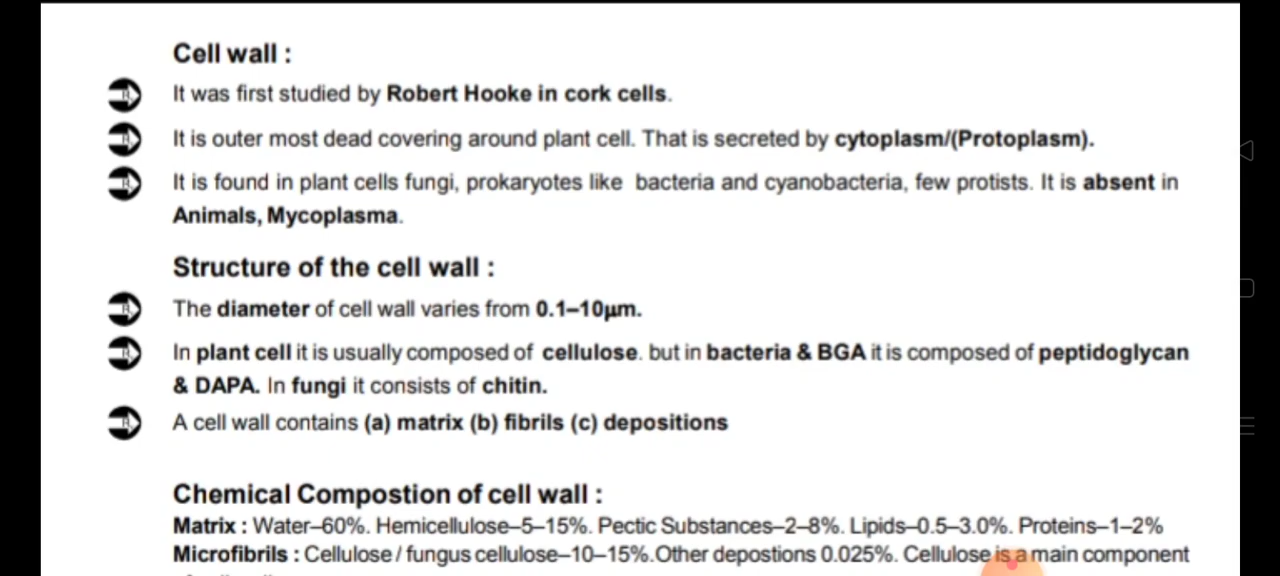 Cell wall :
It was first studied by Robert Hooke in cork cells.
It is outer most dead covering around plant cell. That is secreted by cytoplasm/(Protoplasm).
It is found in plant cells fungi, prokaryotes like bacteria and cyanobacteria, few protists. It is absent in
Animals, Mycoplasma.
Structure of the cell wall :
The diameter of cell wall varies from 0.1–10µm.
In plant cell it is usually composed of cellulose. but in bacteria & BGA it is composed of peptidoglycan
& DAPA. In fungi it consists of chitin.
A cell wall contains (a) matrix (b) fibrils (c) depositions
Chemical Compostion of cell wall :
Matrix : Water–60%. Hemicellulose–5–15%. Pectic Substances–2–8%. Lipids–0.5–3.0%. Proteins–1–2%
Microfibrils : Cellulose / fungus cellulose–10–15%.Other depostions 0.025%. Cellulose is a main component